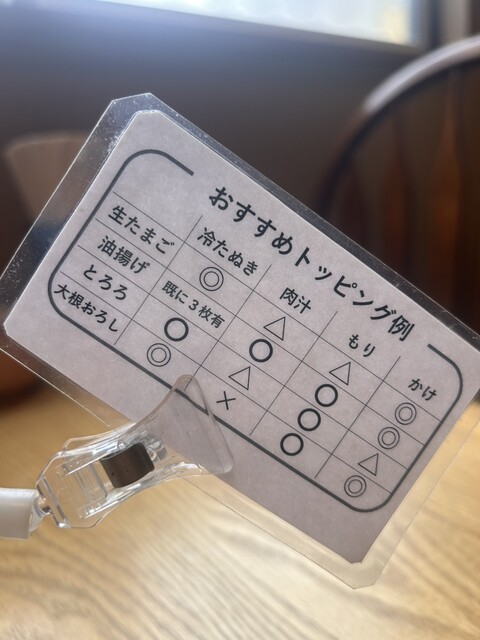 おすすめトッピング例
冷たぬき 肉汁 もり かけ
生たまご ◎ △ △ ◎
油揚げ 既に3枚有 ○ ○ ◎
とろろ ○ △ ○ △
大根おろし ◎ × ○ ◎